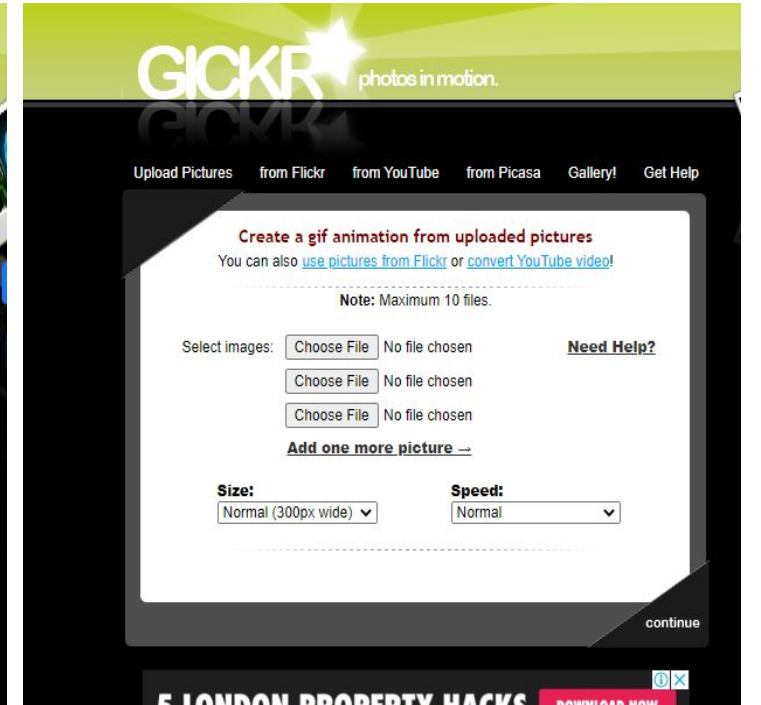 GICKR
photos in motion.
Upload Pictures from Flickr from YouTube from Picasa Gallery! Get Help
Create a gif animation from uploaded pictures
You can also use pictures from Flickr or convert YouTube video!
Note: Maximum 10 files.
Select images: Choose File No file chosen Need Help?
Choose File No file chosen
Choose File No file chosen
Add one more picture →
Size: Speed:
Normal (300px wide) Normal
continue
5 LONDON PROPERTY HACKS DOWNLOAD NOW